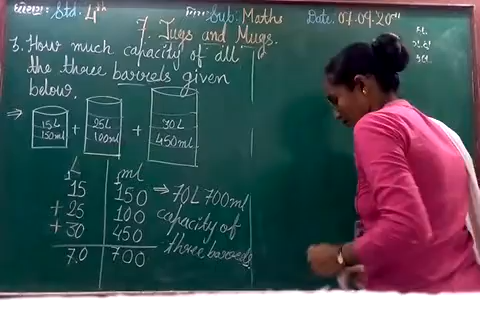 Std. 4th
Sub: Maths
Date. 07.09.20
7. Jugs and Mugs.
3. How much capacity of all
the three barrels given
below.
⇒ 15L 150ml + 25L 100ml + 30L 450ml
L ml
15 150
+ 25 100
+ 30 450
70 700
⇒ 70L 700ml
capacity of
three barrels